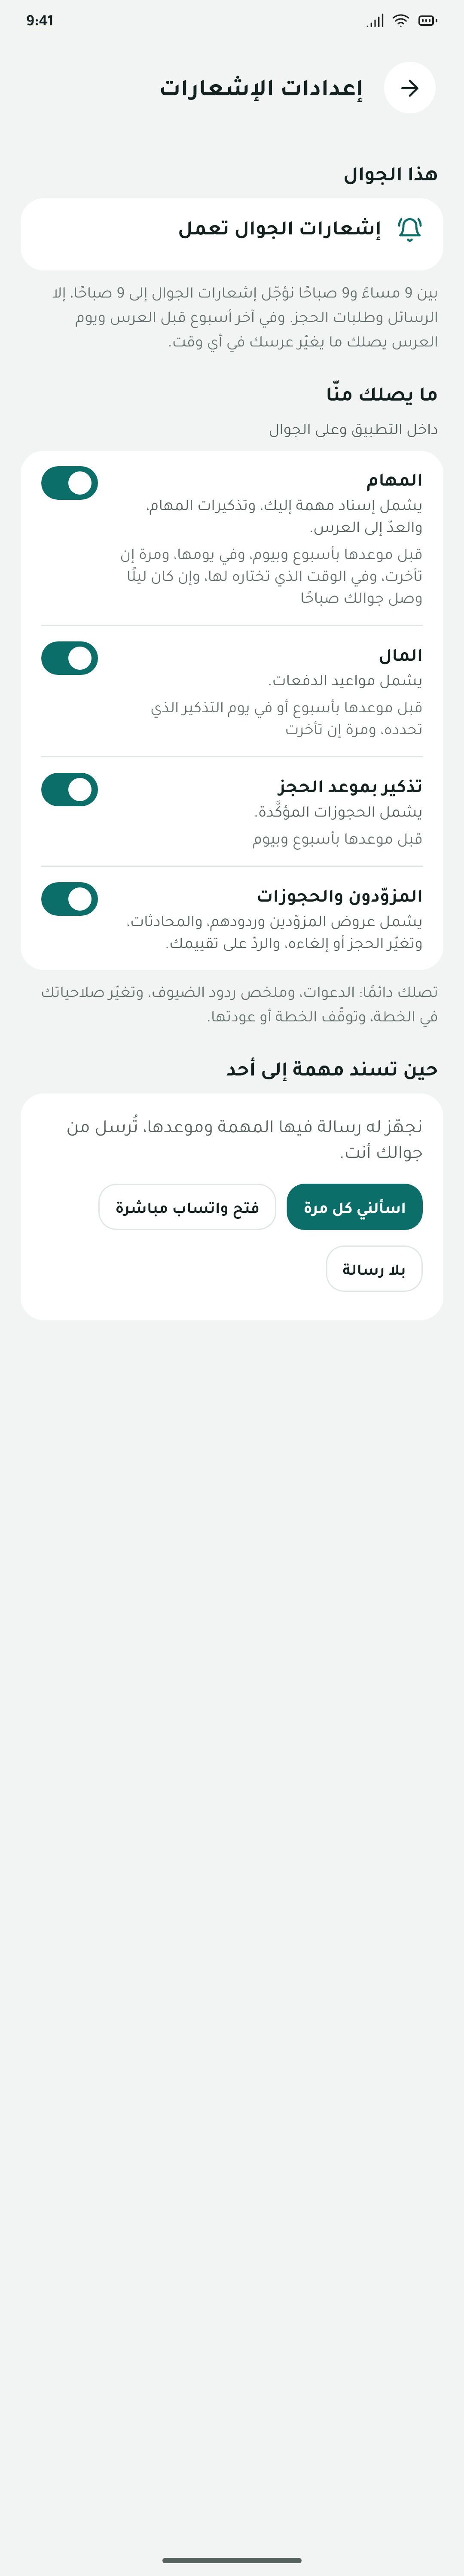 9:41
إعدادات الإشعارات
هذا الجوال
إشعارات الجوال تعمل
بين 9 مساءً و9 صباحًا نؤجّل إشعارات الجوال إلى 9 صباحًا، إلا
الرسائل وطلبات الحجز. وفي آخر أسبوع قبل العرس ويوم
العرس يصلك ما يغيّر عرسك في أي وقت.
ما يصلك منّا
داخل التطبيق وعلى الجوال
المهام
يشمل إسناد مهمة إليك، وتذكيرات المهام،
والعدّ إلى العرس.
قبل موعدها بأسبوع وبيوم، وفي يومها، ومرة إن
تأخرت، وفي الوقت الذي تختاره لها، وإن كان ليلًا
وصل جوالك صباحًا
المال
يشمل مواعيد الدفعات.
قبل موعدها بأسبوع أو في يوم التذكير الذي
تحدده، ومرة إن تأخرت
تذكير بموعد الحجز
يشمل الحجوزات المؤكَّدة.
قبل موعدها بأسبوع وبيوم
المزوّدون والحجوزات
يشمل عروض المزوّدين وردودهم، والمحادثات،
وتغيّر الحجز أو إلغاءه، والردّ على تقييمك.
تصلك دائمًا: الدعوات، وملخص ردود الضيوف، وتغيّر صلاحياتك
في الخطة، وتوقّف الخطة أو عودتها.
حين تسند مهمة إلى أحد
نجهّز له رسالة فيها المهمة وموعدها، تُرسل من
جوالك أنت.
اسألني كل مرة
فتح واتساب مباشرة
بلا رسالة